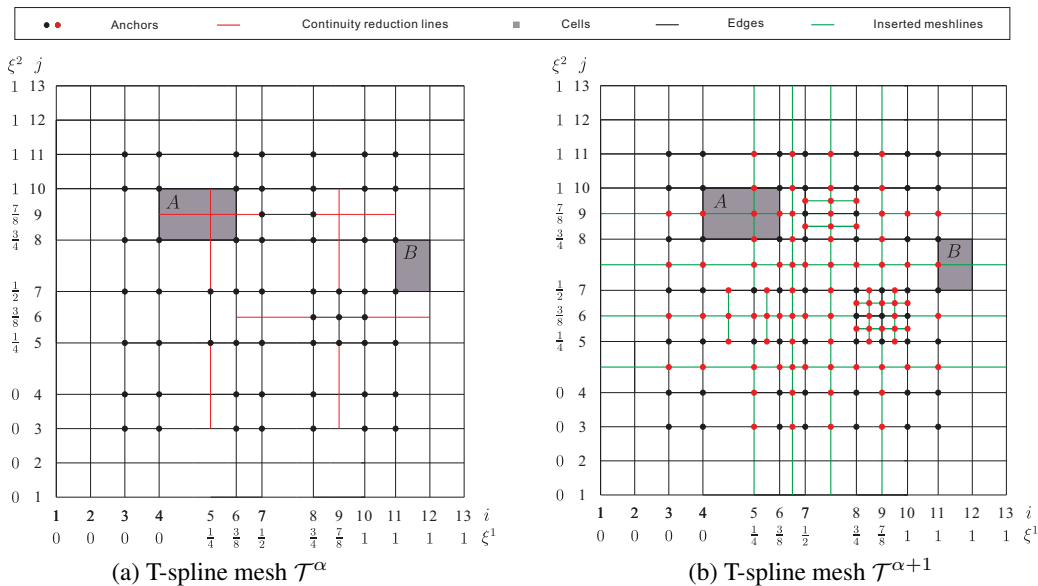 Anchors Continuity reduction lines Cells Edges Inserted meshlines
ξ² j
1 13
12
1 11
1 10
7/8 9
3/4 8
1/2 7
3/8 6
1/4 5
0 4
0 3
0 2
0 1
A
B
1 2 3 4 5 6 7 8 9 10 11 12 13 i
0 0 0 0 1/4 3/8 1/2 3/4 7/8 1 1 1 1 ξ¹
(a) T-spline mesh 𝒯^α
ξ² j
1 13
1 12
1 11
1 10
7/8 9
3/4 8
1/2 7
3/8 6
1/4 5
0 4
0 3
0 2
0 1
A
B
1 2 3 4 5 6 7 8 9 10 11 12 13 i
0 0 0 0 1/4 3/8 1/2 3/4 7/8 1 1 1 1 ξ¹
(b) T-spline mesh 𝒯^α+1